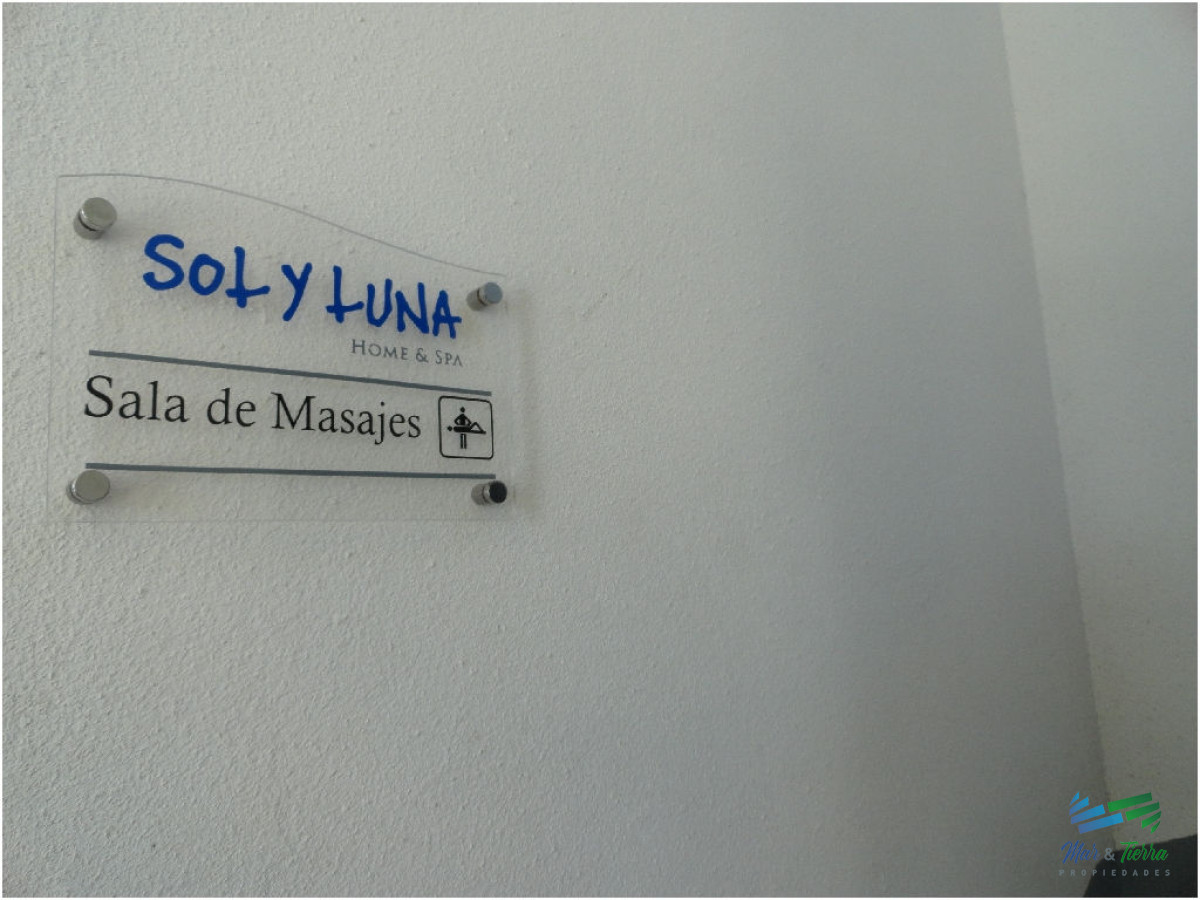 SOL Y LUNA
HOME & SPA
Sala de Masajes
Mar & Tierra
PROPIEDADES